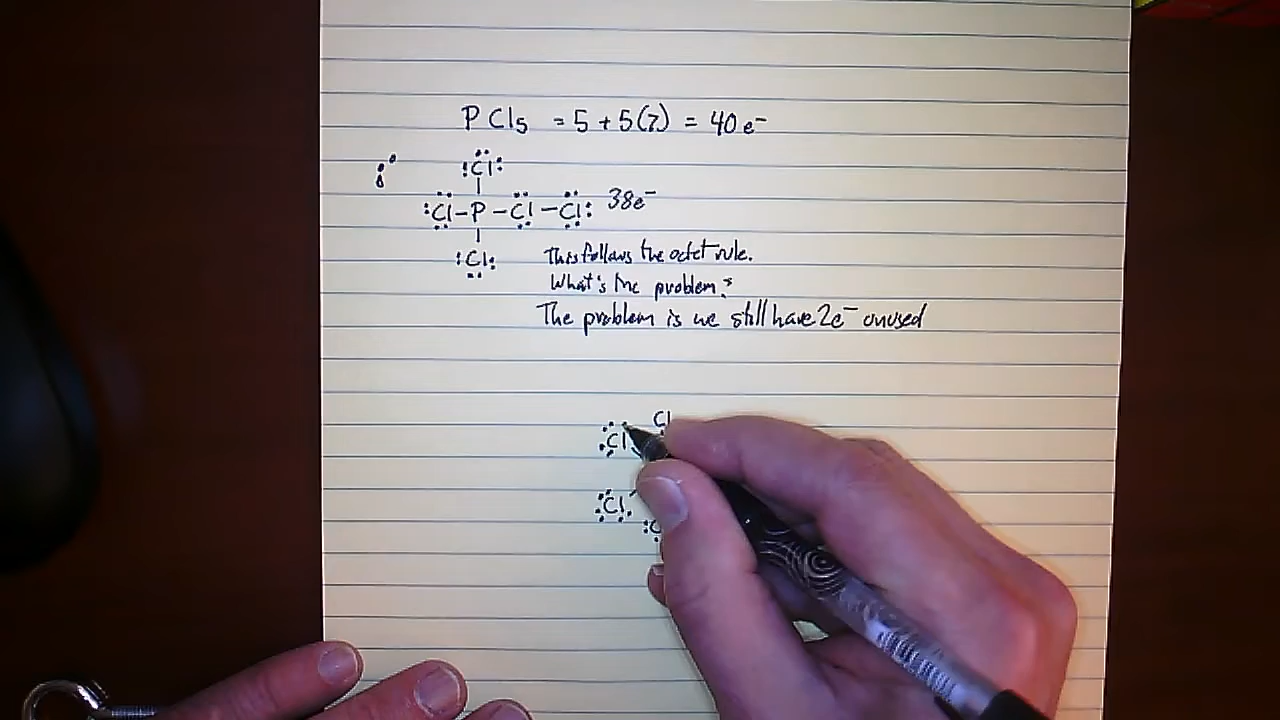 PCl5 = 5 + 5(7) = 40 e-
Cl
Cl-P-Cl-Cl: 38e-
Cl
This follows the octet rule.
What's the problem?
The problem is we still have 2e- unused
Cl
Cl
Cl